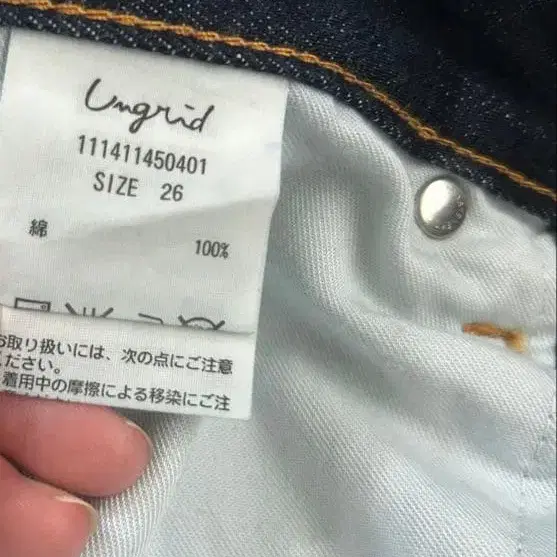 Ungrid
111411450401
SIZE 26
綿 100%
お取り扱いには、次の点にご注意
ください。
着用中の摩擦による移染にご注